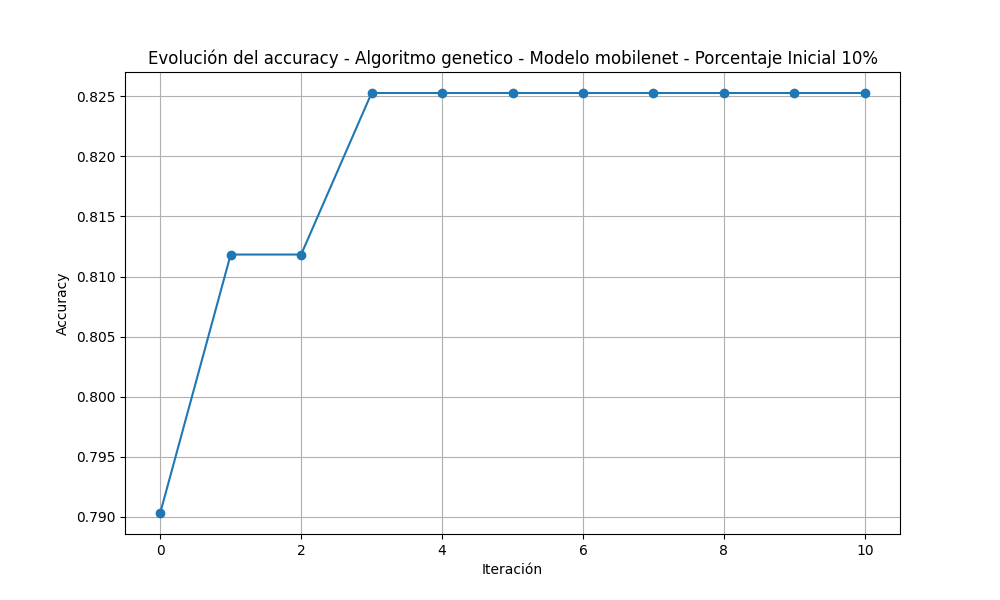 Evolución del accuracy - Algoritmo genetico - Modelo mobilenet - Porcentaje Inicial 10%
Accuracy
0.825
0.820
0.815
0.810
0.805
0.800
0.795
0.790
0 2 4 6 8 10
Iteración